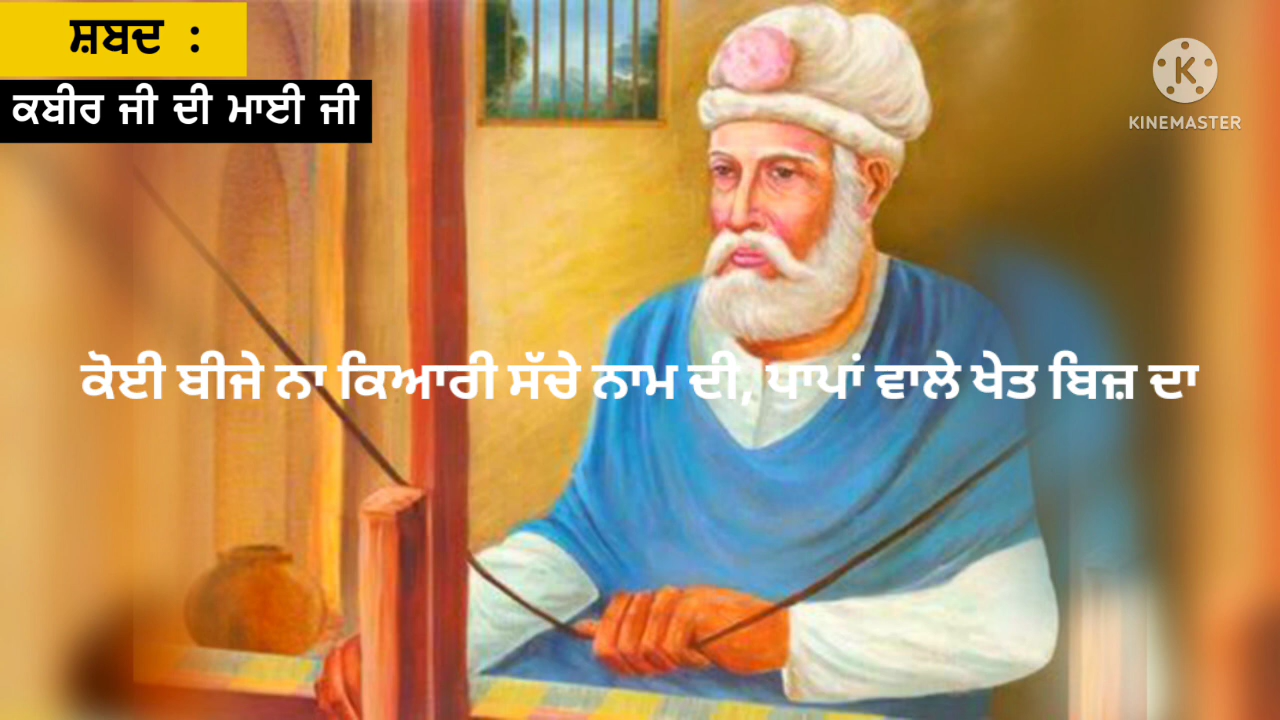 ਸ਼ਬਦ :
ਕਬੀਰ ਜੀ ਦੀ ਮਾਈ ਜੀ
KINEMASTER
ਕੋਈ ਬੀਜੇ ਨਾ ਕਿਆਰੀ ਸੱਚੇ ਨਾਮ ਦੀ, ਧਾਪਾਂ ਵਾਲੇ ਖੇਤ ਬਿਜ਼ ਦਾ